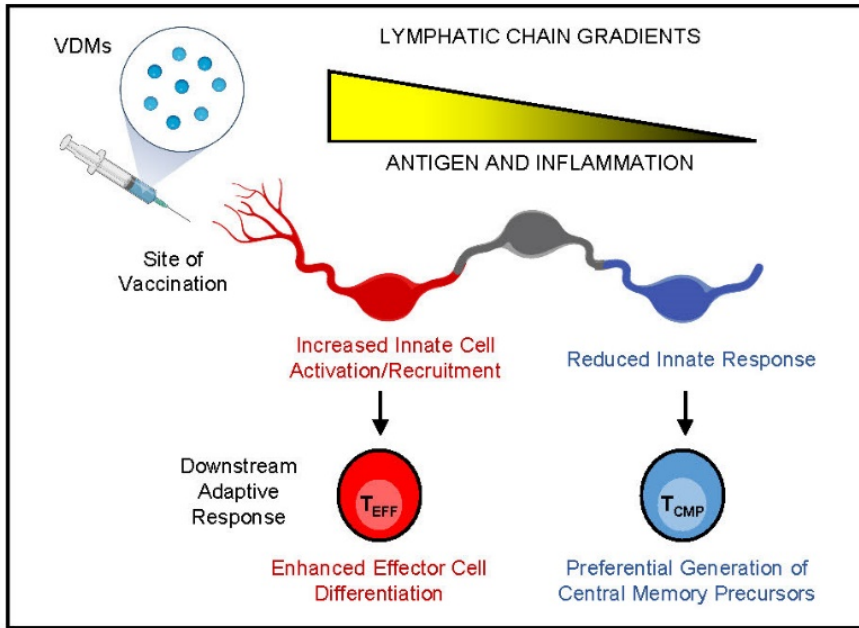 VDMs
LYMPHATIC CHAIN GRADIENTS
ANTIGEN AND INFLAMMATION
Site of
Vaccination
Increased Innate Cell
Activation/Recruitment
Reduced Innate Response
Downstream
Adaptive
Response
TEFF
TCMP
Enhanced Effector Cell
Differentiation
Preferential Generation of
Central Memory Precursors